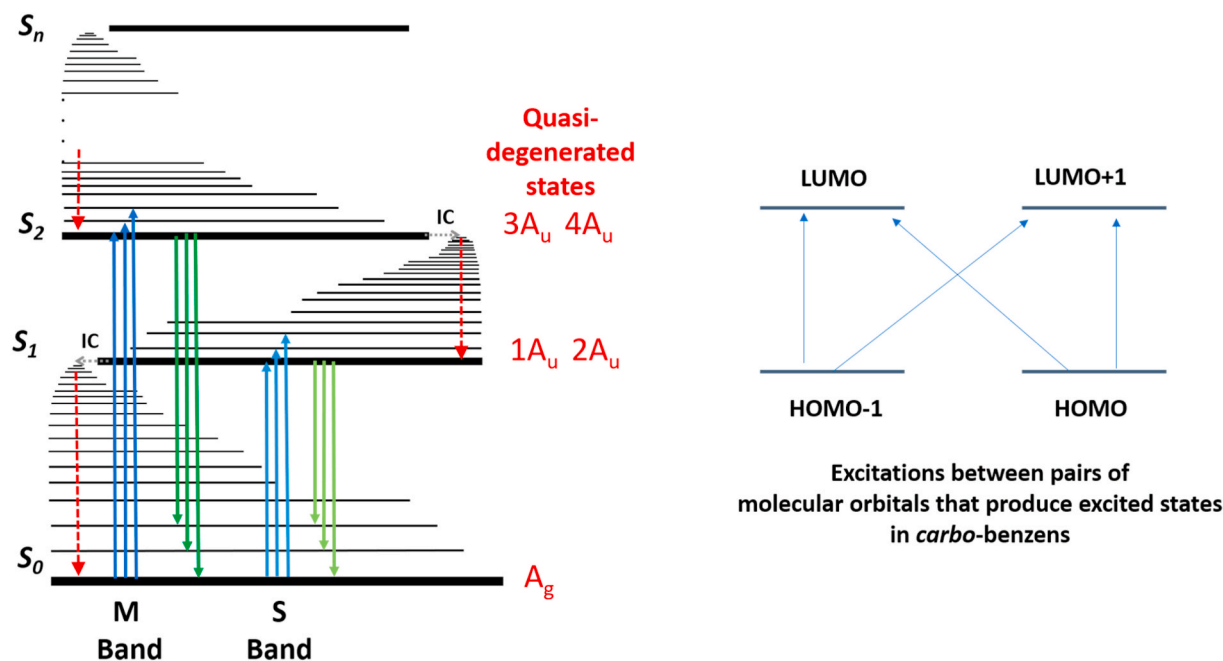 Sn
Quasi-
degenerated
states
S2
IC
3Au 4Au
S1
IC
1Au 2Au
S0
Ag
M
Band
S
Band
LUMO
LUMO+1
HOMO-1
HOMO
Excitations between pairs of
molecular orbitals that produce excited states
in carbo-benzens